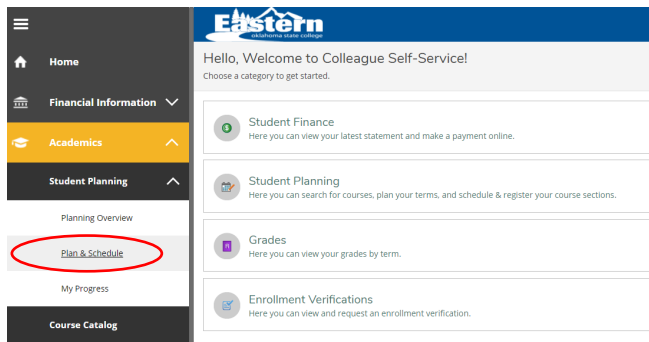 Home
Financial Information
Academics
Student Planning
Planning Overview
Plan & Schedule
My Progress
Course Catalog
Eastern
oklahoma state college
Hello, Welcome to Colleague Self-Service!
Choose a category to get started.
Student Finance
Here you can view your latest statement and make a payment online.
Student Planning
Here you can search for courses, plan your terms, and schedule & register your course sections.
Grades
Here you can view your grades by term.
Enrollment Verifications
Here you can view and request an enrollment verification.